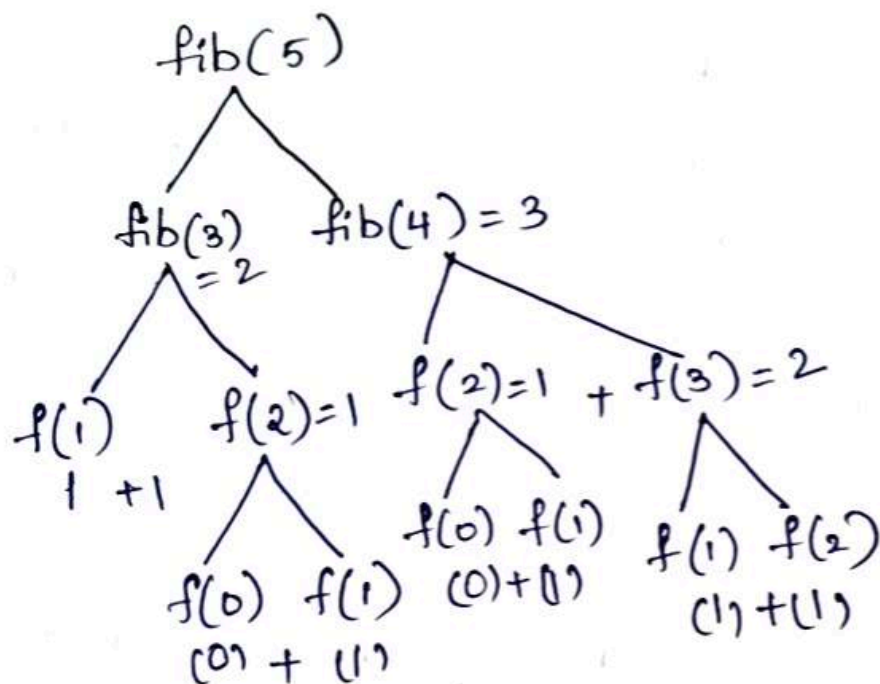 fib(5)
fib(3) fib(4) = 3
= 2
f(1) f(2)=1 f(2)=1 + f(3)=2
1 +1
f(0) f(1) f(0) f(1) f(1) f(2)
(0) + (1) (0)+(1) (1)+(1)